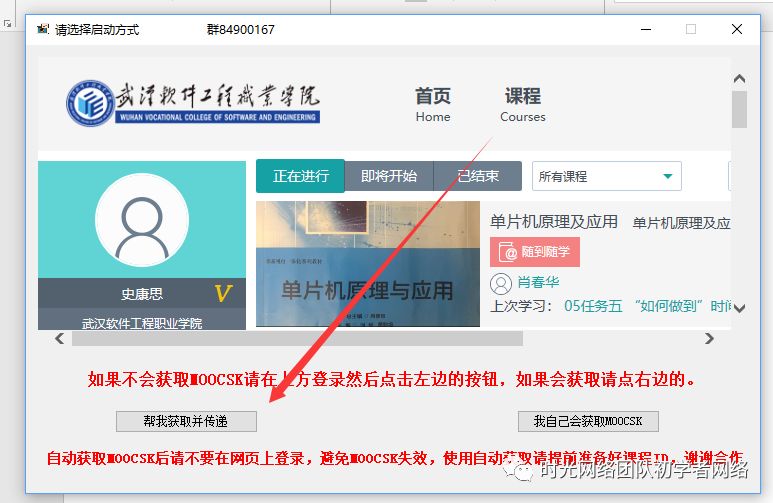 请选择启动方式 群84900167
武汉软件工程职业学院
WUHAN VOCATIONAL COLLEGE OF SOFTWARE AND ENGINEERING
首页 课程
Home Courses
正在进行 即将开始 已结束 所有课程
单片机原理及应用 单片机原理及应
随到随学
单片机原理与应用
肖春华
史康思 V
上次学习： 05任务五 “如何做到”时间
武汉软件工程职业学院
如果不会获取MOOCSK请在上方登录然后点击左边的按钮，如果会获取请点右边的。
帮我获取并传递 我自己会获取MOOCSK
自动获取MOOCSK后请不要在网页上登录，避免MOOCSK失效，使用自动获取请提前准备好课程ID，谢谢合作
时光网络团队初学者网络